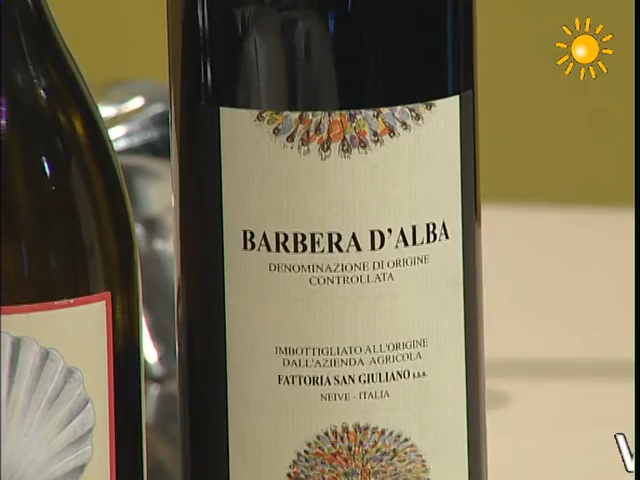 BARBERA D'ALBA
DENOMINAZIONE DI ORIGINE
CONTROLLATA
IMBOTTIGLIATO ALL'ORIGINE
DALL'AZIENDA AGRICOLA
FATTORIA SAN GIULIANO s.s.a.
NEIVE - ITALIA